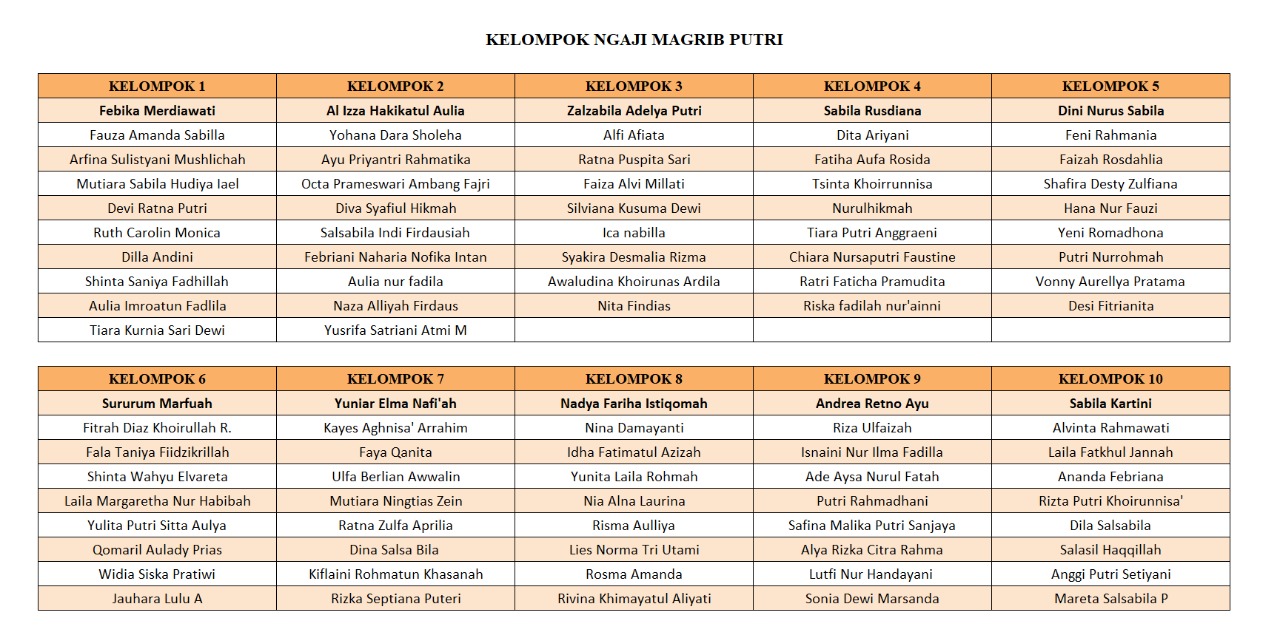 KELOMPOK NGAJI MAGRIB PUTRI
KELOMPOK 1 KELOMPOK 2 KELOMPOK 3 KELOMPOK 4 KELOMPOK 5
Febika Merdiawati Al Izza Hakikatul Aulia Zalzabila Adelya Putri Sabila Rusdiana Dini Nurus Sabila
Fauza Amanda Sabilla Yohana Dara Sholeha Alfi Afiata Dita Ariyani Feni Rahmania
Arfina Sulistyani Mushlichah Ayu Priyantri Rahmatika Ratna Puspita Sari Fatiha Aufa Rosida Faizah Rosdahlia
Mutiara Sabila Hudiya Iael Octa Prameswari Ambang Fajri Faiza Alvi Millati Tsinta Khoirrunnisa Shafira Desty Zulfiana
Devi Ratna Putri Diva Syafiul Hikmah Silviana Kusuma Dewi Nurulhikmah Hana Nur Fauzi
Ruth Carolin Monica Salsabila Indi Firdausiah Ica nabilla Tiara Putri Anggraeni Yeni Romadhona
Dilla Andini Febriani Naharia Nofika Intan Syakira Desmalia Rizma Chiara Nursaputri Faustine Putri Nurrohmah
Shinta Saniya Fadhillah Aulia nur fadila Awaludina Khoirunas Ardila Ratri Faticha Pramudita Vonny Aurellya Pratama
Aulia Imroatun Fadlila Naza Alliyah Firdaus Nita Findias Riska fadilah nur'ainni Desi Fitrianita
Tiara Kurnia Sari Dewi Yusrifa Satriani Atmi M
KELOMPOK 6 KELOMPOK 7 KELOMPOK 8 KELOMPOK 9 KELOMPOK 10
Sururum Marfuah Yuniar Elma Nafi'ah Nadya Fariha Istiqomah Andrea Retno Ayu Sabila Kartini
Fitrah Diaz Khoirullah R. Kayes Aghnisa' Arrahim Nina Damayanti Riza Ulfaizah Alvinta Rahmawati
Fala Taniya Fiidzikrillah Faya Qanita Idha Fatimatul Azizah Isnaini Nur Ilma Fadilla Laila Fatkhul Jannah
Shinta Wahyu Elvareta Ulfa Berlian Awwalin Yunita Laila Rohmah Ade Aysa Nurul Fatah Ananda Febriana
Laila Margaretha Nur Habibah Mutiara Ningtias Zein Nia Alna Laurina Putri Rahmadhani Rizta Putri Khoirunnisa'
Yulita Putri Sitta Aulya Ratna Zulfa Aprilia Risma Aulliya Safina Malika Putri Sanjaya Dila Salsabila
Qomaril Aulady Prias Dina Salsa Bila Lies Norma Tri Utami Alya Rizka Citra Rahma Salasil Haqqillah
Widia Siska Pratiwi Kiflaini Rohmatun Khasanah Rosma Amanda Lutfi Nur Handayani Anggi Putri Setiyani
Jauhara Lulu A Rizka Septiana Puteri Rivina Khimayatul Aliyati Sonia Dewi Marsanda Mareta Salsabila P